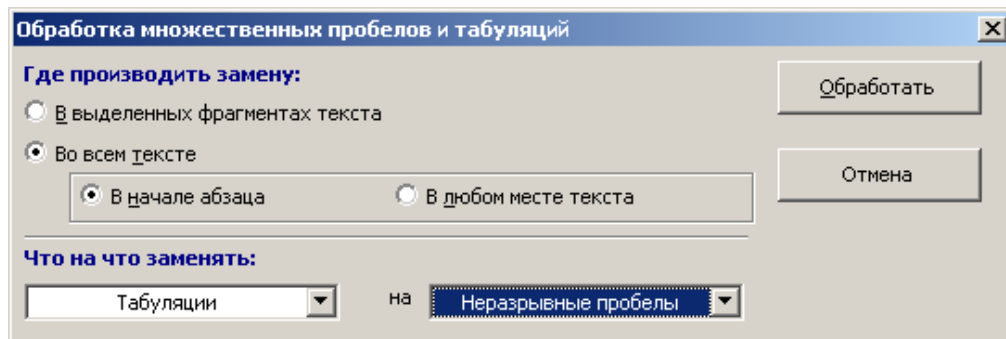 Обработка множественных пробелов и табуляций
Где производить замену:
Обработать
В выделенных фрагментах текста
Во всем тексте
Отмена
В начале абзаца В любом месте текста
Что на что заменять:
Табуляции на Неразрывные пробелы